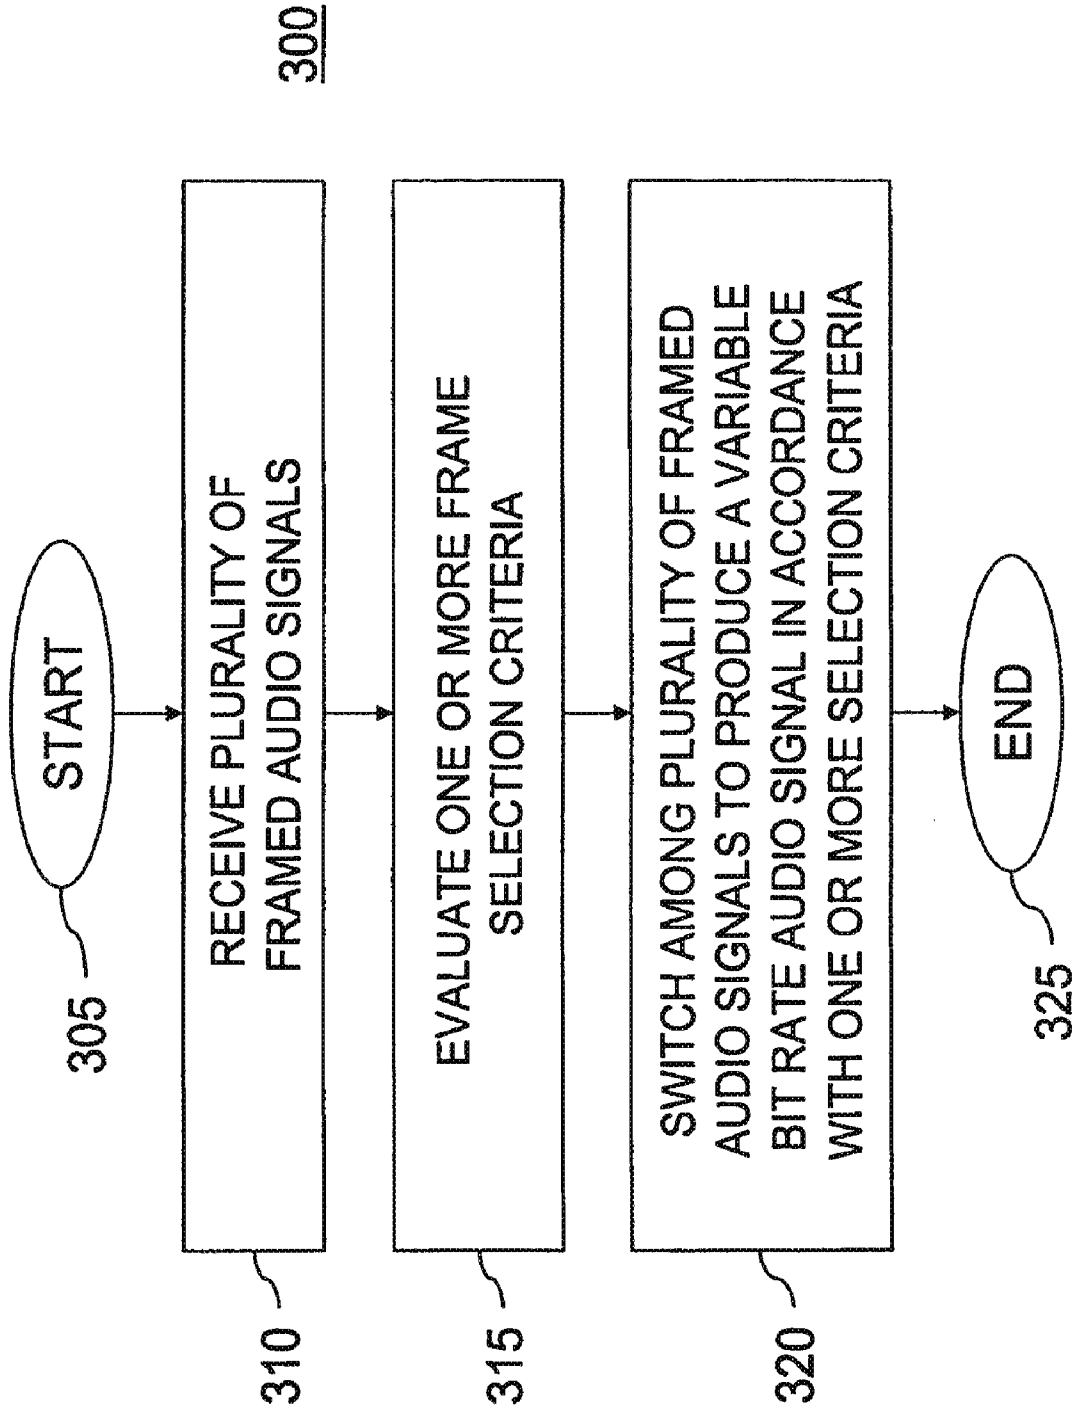 300
START
305
RECEIVE PLURALITY OF
FRAMED AUDIO SIGNALS
310
EVALUATE ONE OR MORE FRAME
SELECTION CRITERIA
315
SWITCH AMONG PLURALITY OF FRAMED
AUDIO SIGNALS TO PRODUCE A VARIABLE
BIT RATE AUDIO SIGNAL IN ACCORDANCE
WITH ONE OR MORE SELECTION CRITERIA
320
END
325